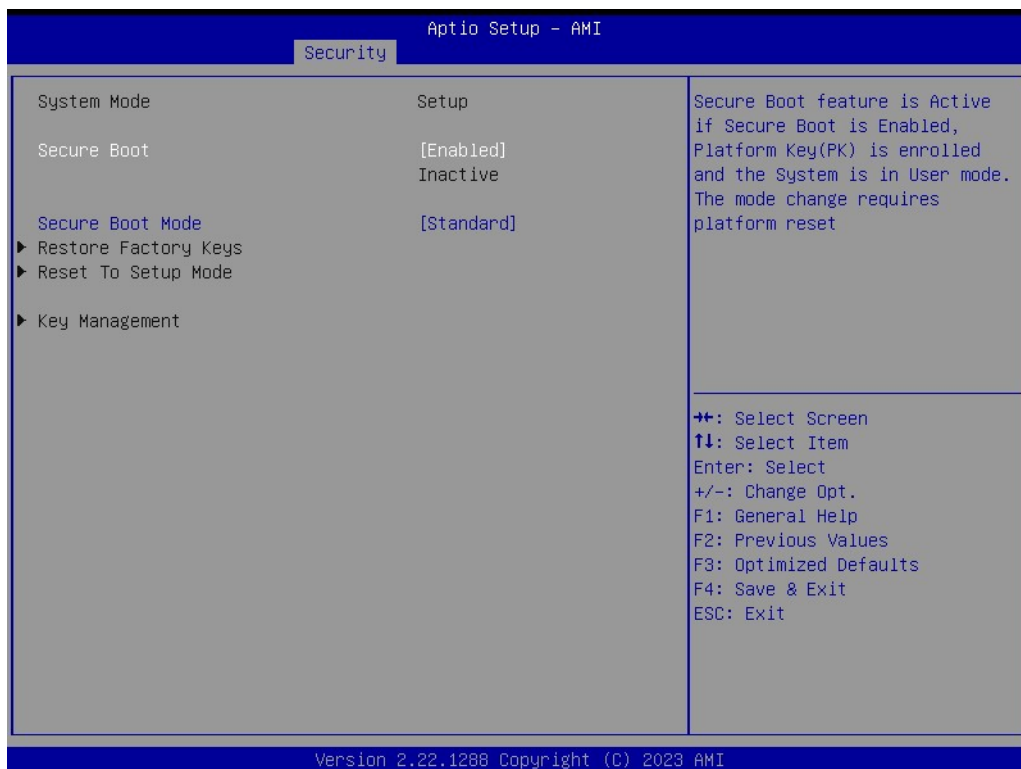 Aptio Setup - AMI
Security
System Mode Setup
Secure Boot [Enabled]
Inactive
Secure Boot Mode [Standard]
▶ Restore Factory Keys
▶ Reset To Setup Mode
▶ Key Management
Secure Boot feature is Active
if Secure Boot is Enabled,
Platform Key(PK) is enrolled
and the System is in User mode.
The mode change requires
platform reset
→←: Select Screen
↑↓: Select Item
Enter: Select
+/-: Change Opt.
F1: General Help
F2: Previous Values
F3: Optimized Defaults
F4: Save & Exit
ESC: Exit
Version 2.22.1288 Copyright (C) 2023 AMI